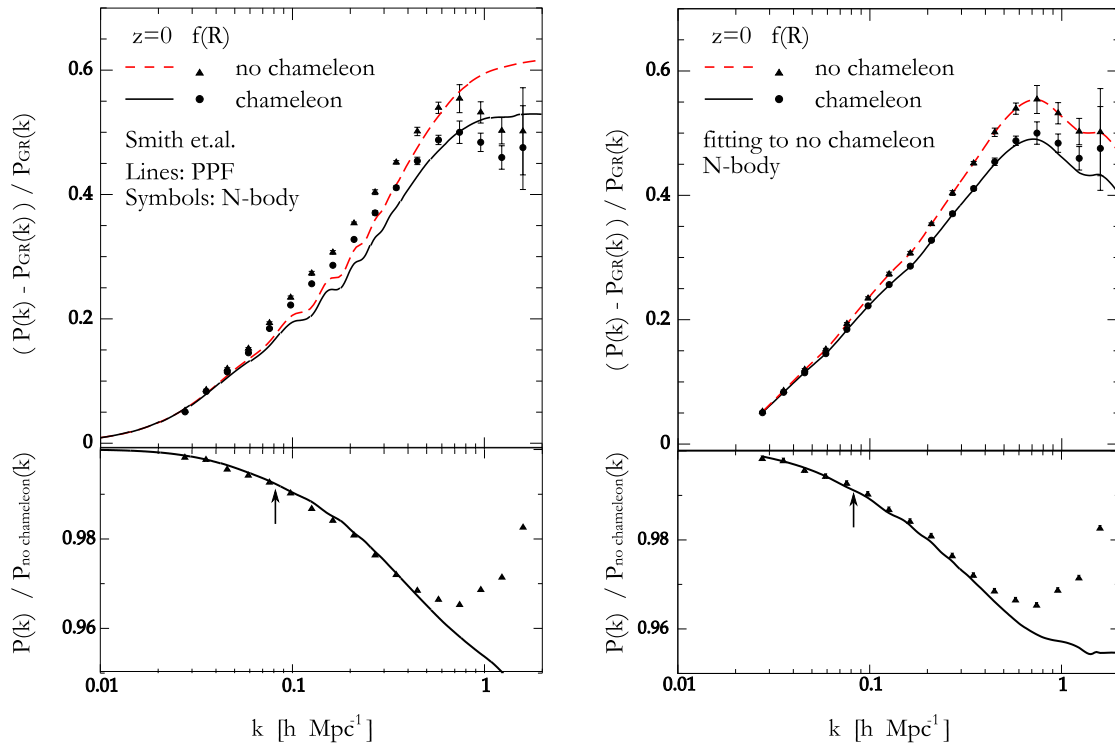 z=0 f(R)
no chameleon
chameleon
Smith et.al.
Lines: PPF
Symbols: N-body
( P(k) - PGR(k) ) / PGR(k)
0.6
0.4
0.2
0
P(k) / Pno chameleon(k)
0.98
0.96
0.01
0.1
1
k [h Mpc-1]
z=0 f(R)
no chameleon
chameleon
fitting to no chameleon
N-body
( P(k) - PGR(k) ) / PGR(k)
0.6
0.4
0.2
0
P(k) / Pno chameleon(k)
0.98
0.96
0.01
0.1
1
k [h Mpc-1]